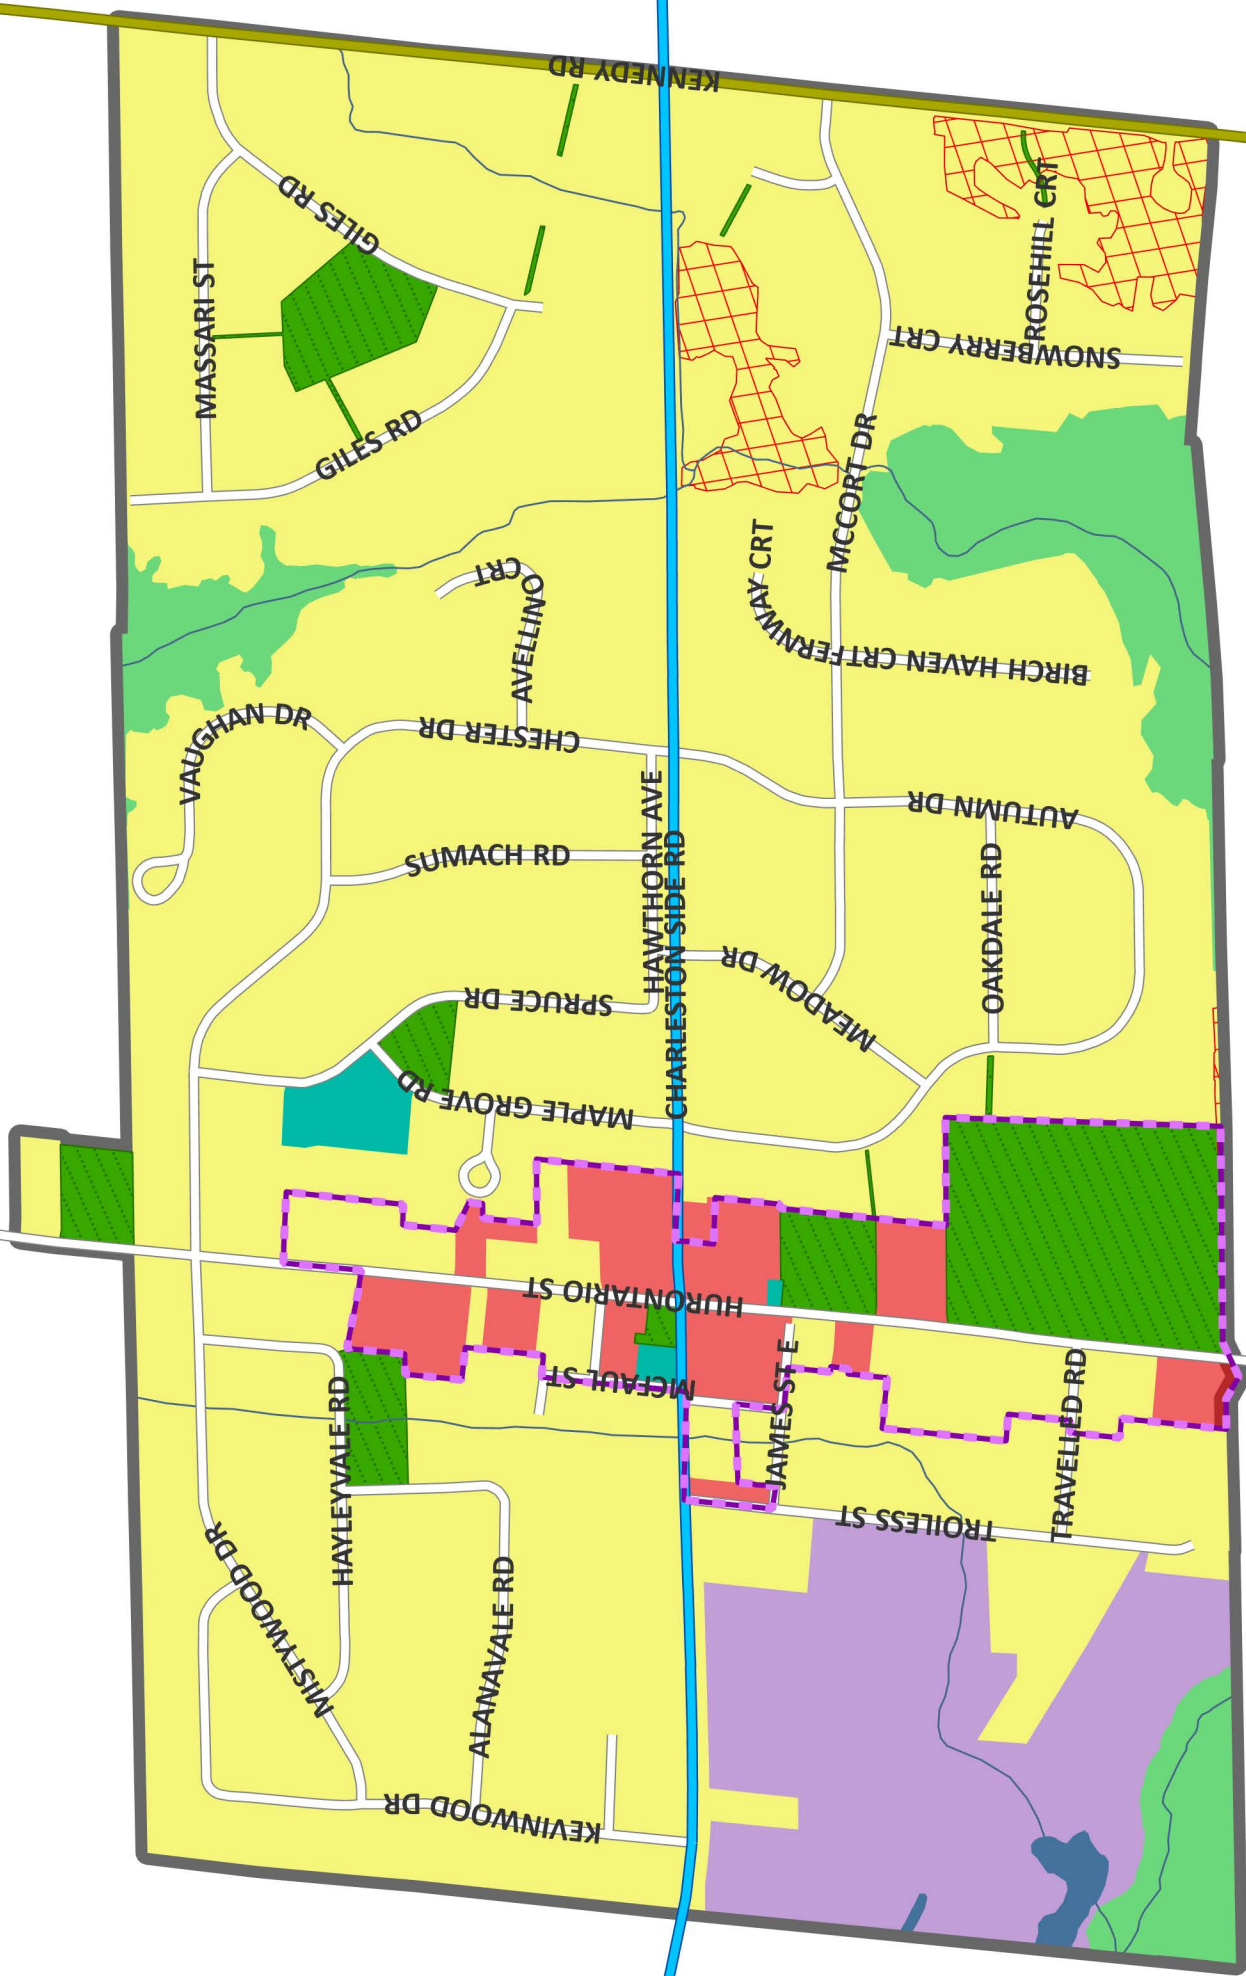 KENNEDY RD
GILES RD
MASSARI ST
ROSEHILL CRT
SNOWBERRY CRT
GILES RD
MCCORT DR
AVELLINO CRT
FERNWAY CRT
BIRCH HAVEN CRT
VAUGHAN DR
CHESTER DR
AUTUMN DR
SUMACH RD
HAWTHORN AVE
CHARLESTON SIDE RD
OAKDALE RD
MEADOW DR
SPRUCE DR
MAPLE GROVE RD
HURONTARIO ST
MCFAUL ST
JAMES ST E
TRAVELLED RD
HAYLEYVALE RD
TROILESS ST
MISTYWOOD DR
ALANAVALE RD
KEVINWOOD DR